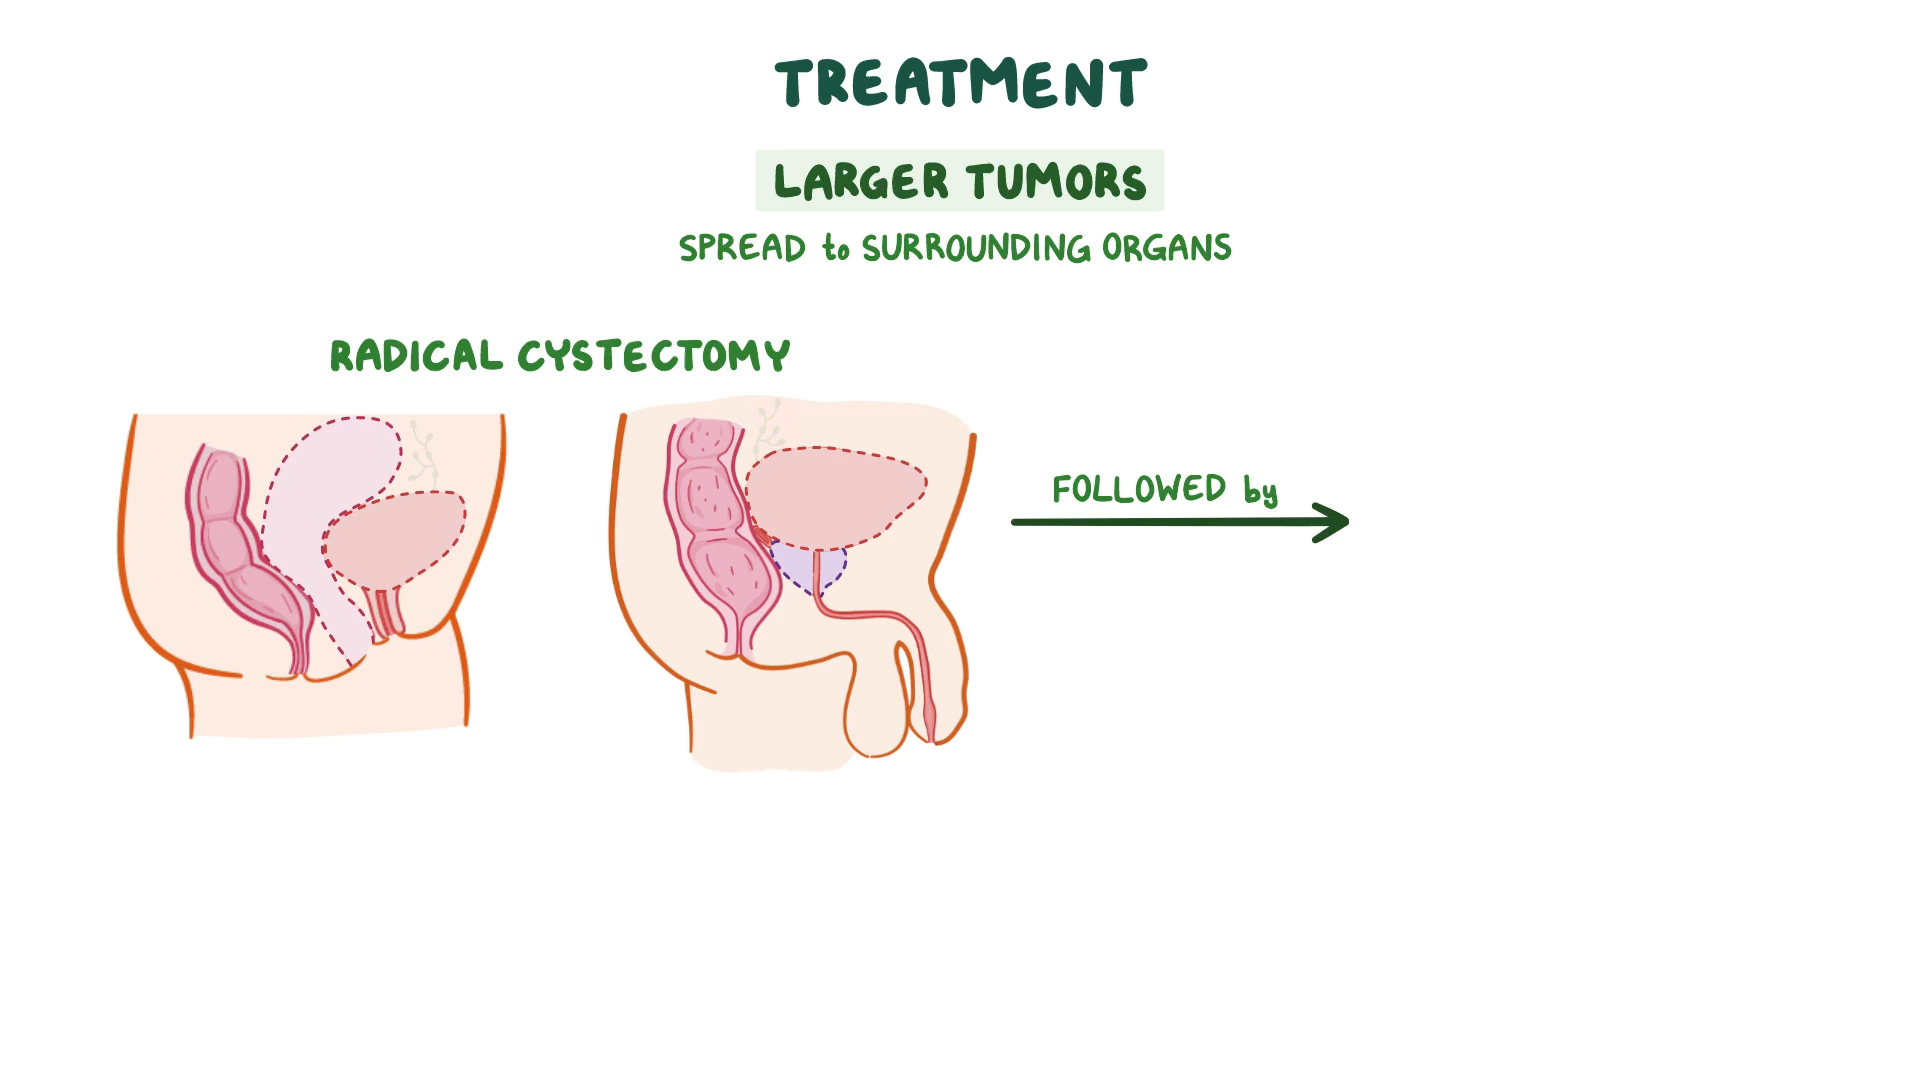 TREATMENT
LARGER TUMORS
SPREAD to SURROUNDING ORGANS
RADICAL CYSTECTOMY
FOLLOWED by